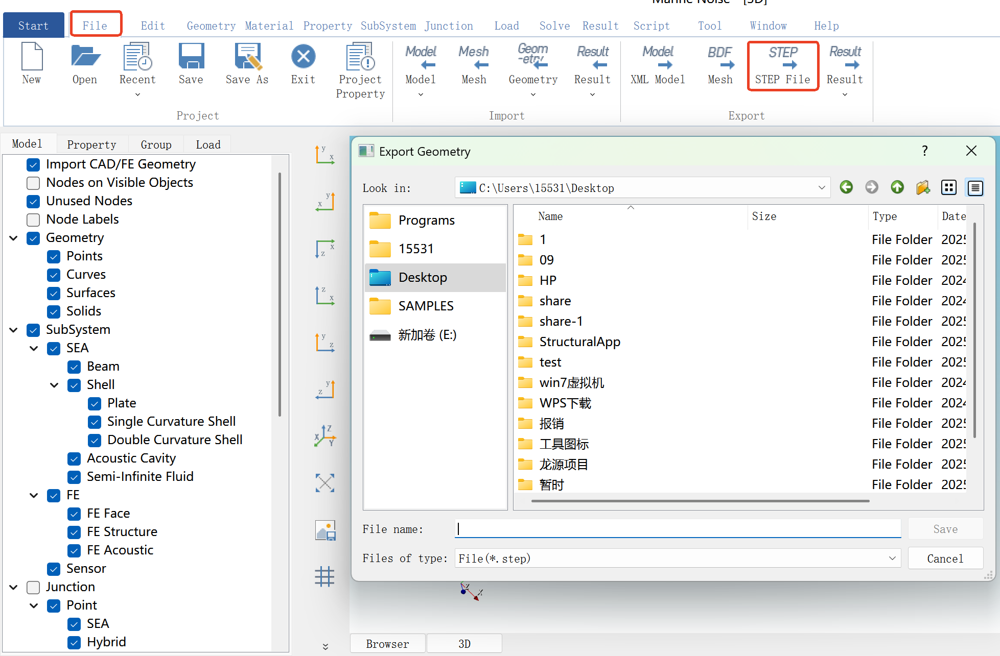 Marine Noise - [3D]
Start File Edit Geometry Material Property SubSystem Junction Load Solve Result Script Tool Window Help
Model Mesh Geom-etry Result Model BDF STEP Result
New Open Recent Save Save As Exit Project Property Model Mesh Geometry Result XML Model Mesh STEP File Result
Project Import Export
Model Property Group Load
Import CAD/FE Geometry
Nodes on Visible Objects
Unused Nodes
Node Labels
Geometry
Points
Curves
Surfaces
Solids
SubSystem
SEA
Beam
Shell
Plate
Single Curvature Shell
Double Curvature Shell
Acoustic Cavity
Semi-Infinite Fluid
FE
FE Face
FE Structure
FE Acoustic
Sensor
Junction
Point
SEA
Hybrid
y x
y x
x z
z x
y z
y z
Z X Y
Export Geometry ?
Look in: C:\Users\15531\Desktop
Programs
15531
Desktop
SAMPLES
新加卷 (E:)
Name Size Type Date
1 File Folder 2025
09 File Folder 2025
HP File Folder 2024
share File Folder 2024
share-1 File Folder 2025
StructuralApp File Folder 2025
test File Folder 2025
win7虚拟机 File Folder 2024
WPS下载 File Folder 2024
报销 File Folder 2025
工具图标 File Folder 2025
龙源项目 File Folder 2025
暂时 File Folder 2025
File name: Save
Files of type: File(*.step) Cancel
Z X
Browser 3D